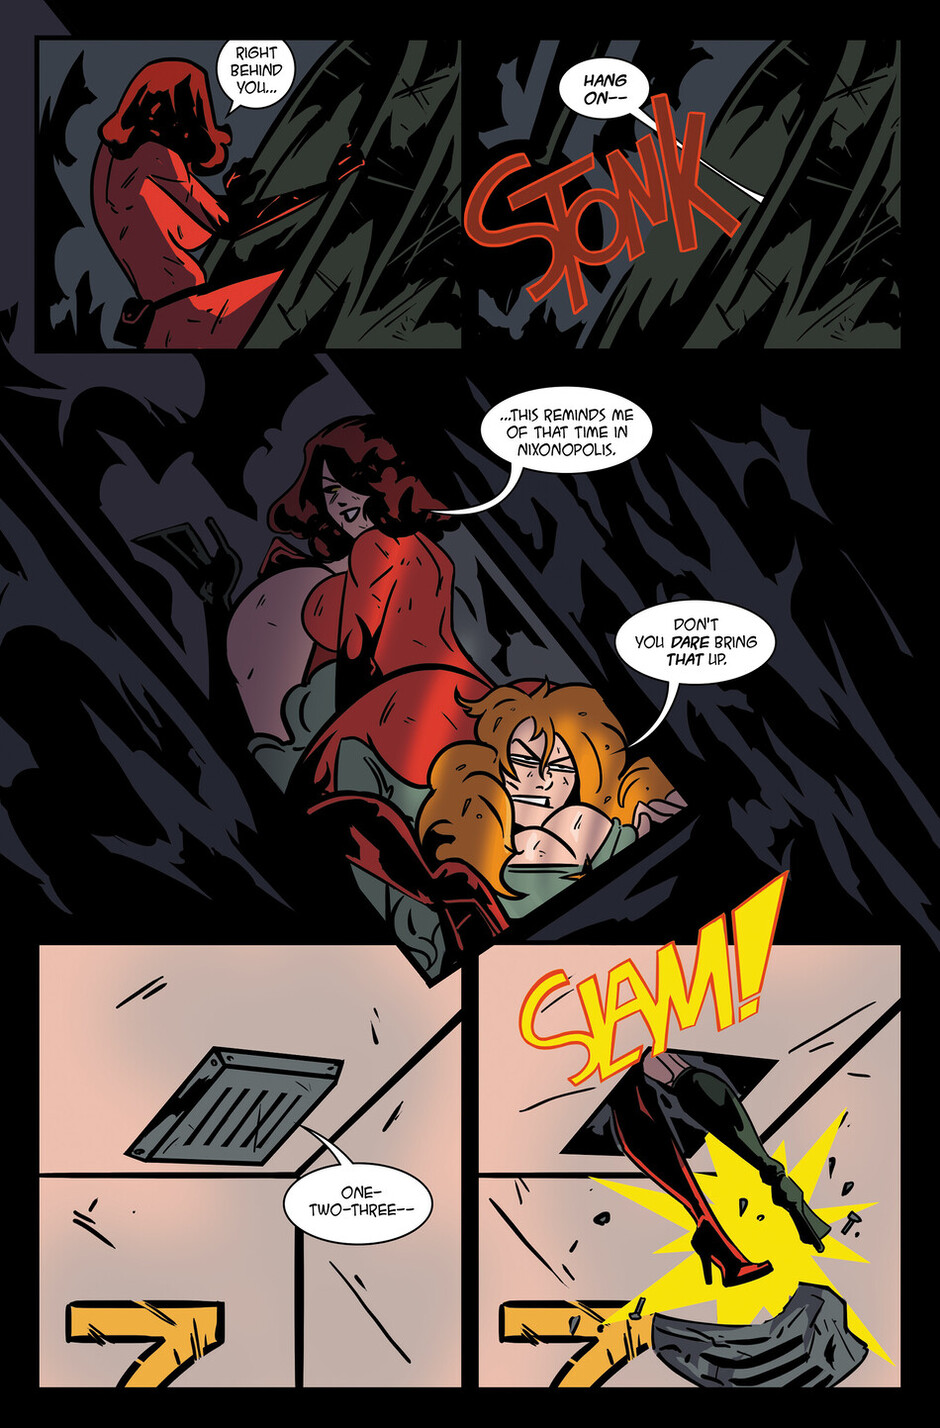 RIGHT
BEHIND
YOU...
HANG
ON--
STONK
...THIS REMINDS ME
OF THAT TIME IN
NIXONOPOLIS.
DON'T
YOU DARE BRING
THAT UP.
ONE-
TWO-THREE--
7
SLAM!
7